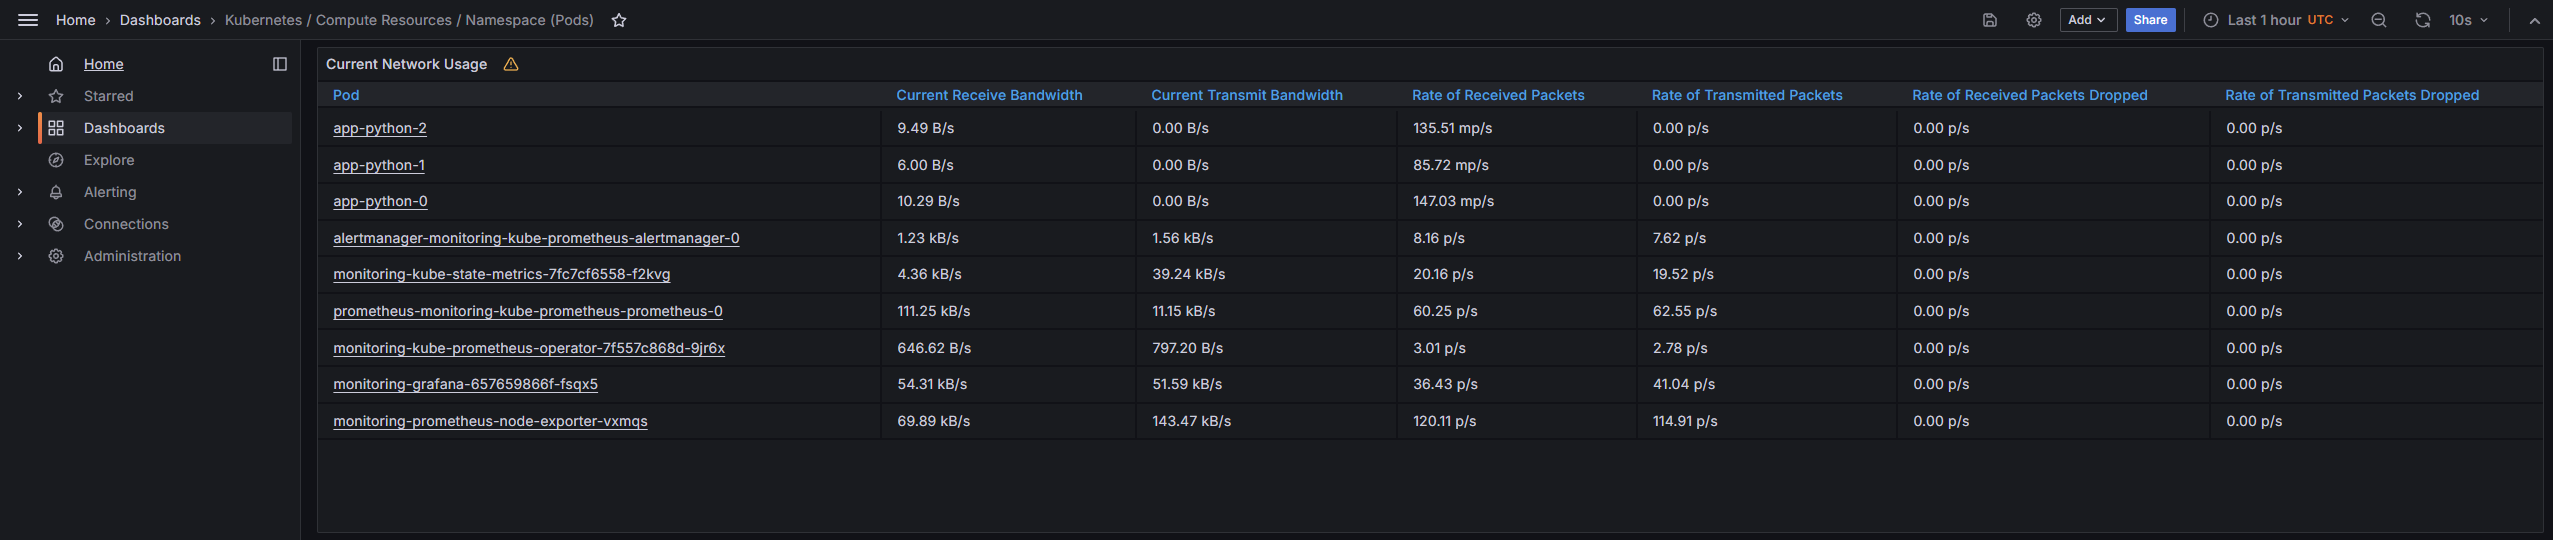 Home › Dashboards › Kubernetes / Compute Resources / Namespace (Pods) Add Share Last 1 hour UTC 10s
Home
Starred
Dashboards
Explore
Alerting
Connections
Administration
Current Network Usage
Pod Current Receive Bandwidth Current Transmit Bandwidth Rate of Received Packets Rate of Transmitted Packets Rate of Received Packets Dropped Rate of Transmitted Packets Dropped
app-python-2 9.49 B/s 0.00 B/s 135.51 mp/s 0.00 p/s 0.00 p/s 0.00 p/s
app-python-1 6.00 B/s 0.00 B/s 85.72 mp/s 0.00 p/s 0.00 p/s 0.00 p/s
app-python-0 10.29 B/s 0.00 B/s 147.03 mp/s 0.00 p/s 0.00 p/s 0.00 p/s
alertmanager-monitoring-kube-prometheus-alertmanager-0 1.23 kB/s 1.56 kB/s 8.16 p/s 7.62 p/s 0.00 p/s 0.00 p/s
monitoring-kube-state-metrics-7fc7cf6558-f2kvg 4.36 kB/s 39.24 kB/s 20.16 p/s 19.52 p/s 0.00 p/s 0.00 p/s
prometheus-monitoring-kube-prometheus-prometheus-0 111.25 kB/s 11.15 kB/s 60.25 p/s 62.55 p/s 0.00 p/s 0.00 p/s
monitoring-kube-prometheus-operator-7f557c868d-9jr6x 646.62 B/s 797.20 B/s 3.01 p/s 2.78 p/s 0.00 p/s 0.00 p/s
monitoring-grafana-657659866f-fsqx5 54.31 kB/s 51.59 kB/s 36.43 p/s 41.04 p/s 0.00 p/s 0.00 p/s
monitoring-prometheus-node-exporter-vxmqs 69.89 kB/s 143.47 kB/s 120.11 p/s 114.91 p/s 0.00 p/s 0.00 p/s